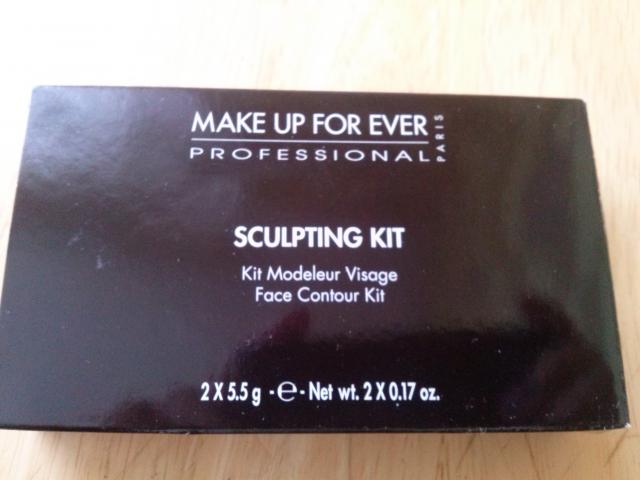 MAKE UP FOR EVER
PROFESSIONAL
PARIS
SCULPTING KIT
Kit Modeleur Visage
Face Contour Kit
2 X 5.5 g - e - Net wt. 2 X 0.17 oz.